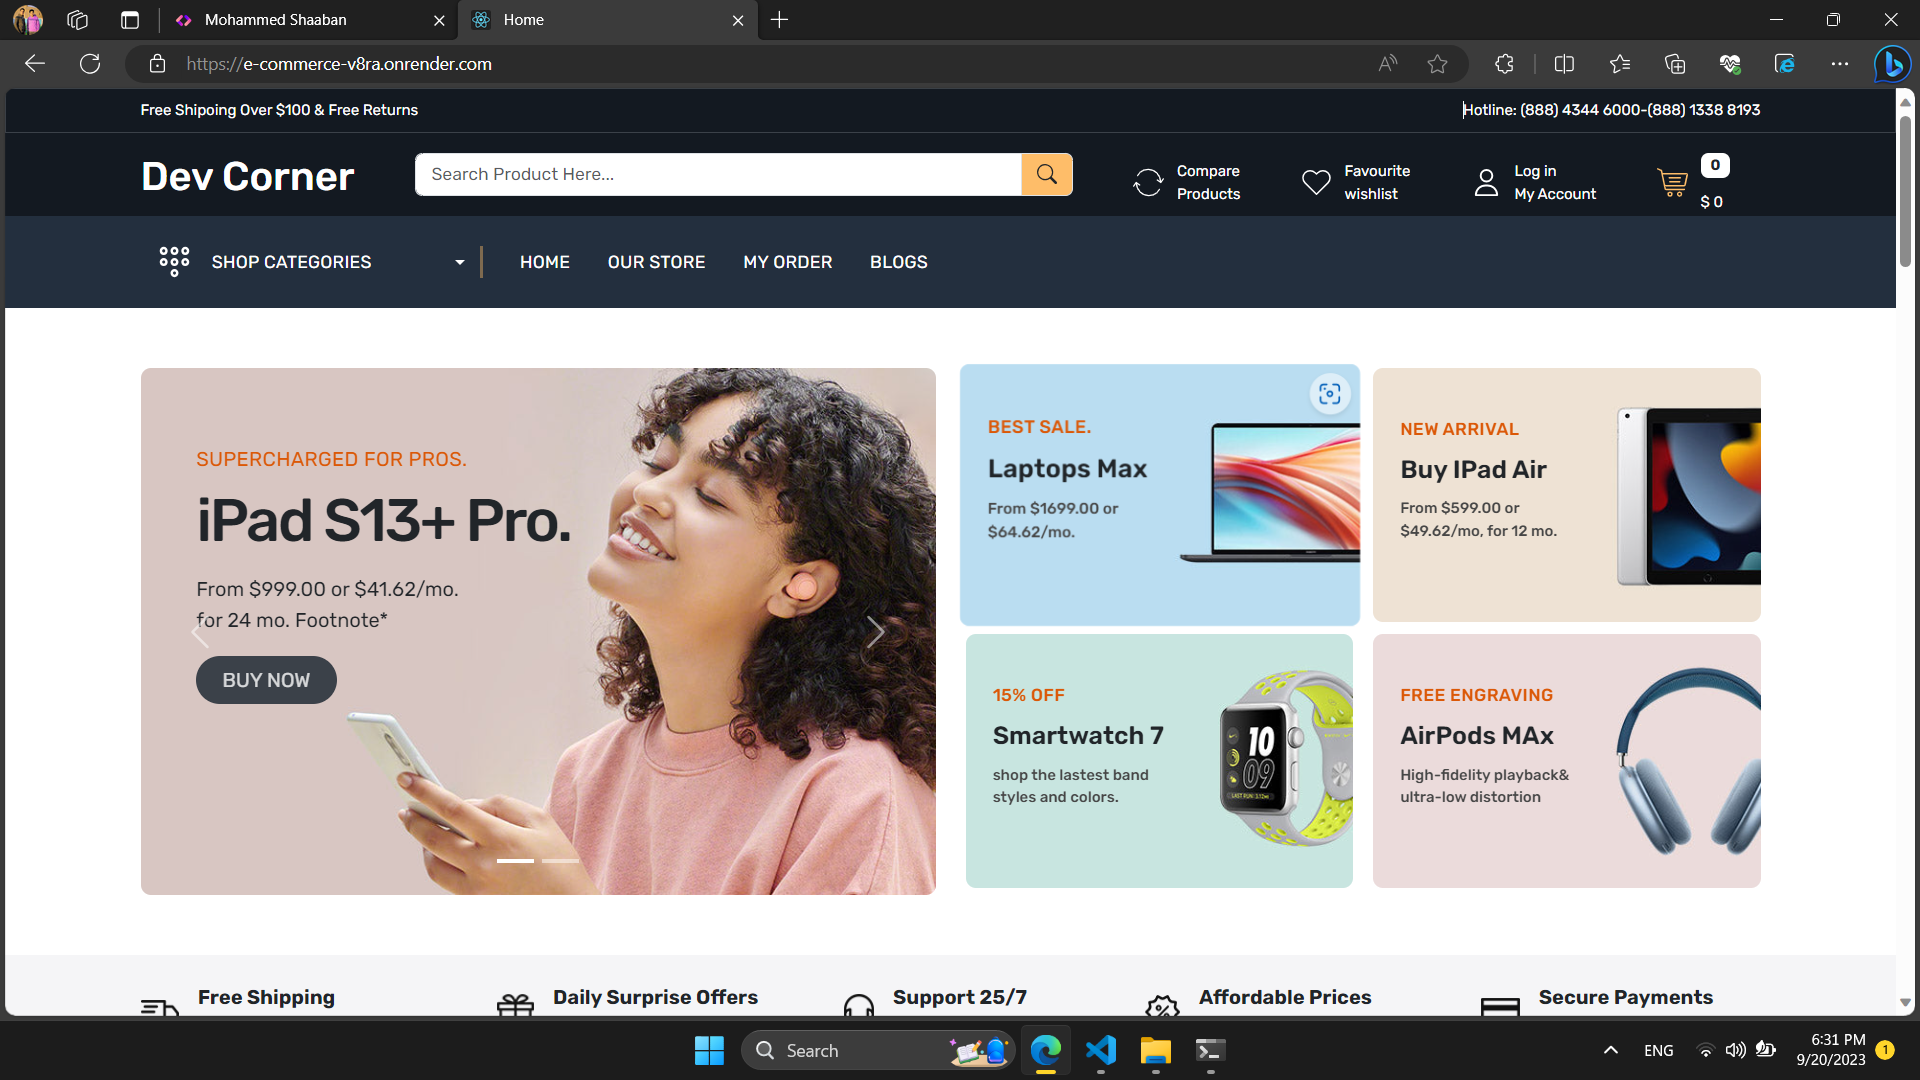 Mohammed Shaaban
Home
https://e-commerce-v8ra.onrender.com
Free Shipoing Over $100 & Free Returns
Hotline: (888) 4344 6000-(888) 1338 8193
Dev Corner
Search Product Here...
Compare
Products
Favourite
wishlist
Log in
My Account
0
$ 0
SHOP CATEGORIES
HOME
OUR STORE
MY ORDER
BLOGS
SUPERCHARGED FOR PROS.
iPad S13+ Pro.
From $999.00 or $41.62/mo.
for 24 mo. Footnote*
BUY NOW
BEST SALE.
Laptops Max
From $1699.00 or
$64.62/mo.
NEW ARRIVAL
Buy IPad Air
From $599.00 or
$49.62/mo, for 12 mo.
15% OFF
Smartwatch 7
shop the lastest band
styles and colors.
10
09
LAST RUN: 3.12MI
FREE ENGRAVING
AirPods MAx
High-fidelity playback&
ultra-low distortion
Free Shipping
Daily Surprise Offers
Support 25/7
Affordable Prices
Secure Payments
Search
ENG
6:31 PM
9/20/2023
1